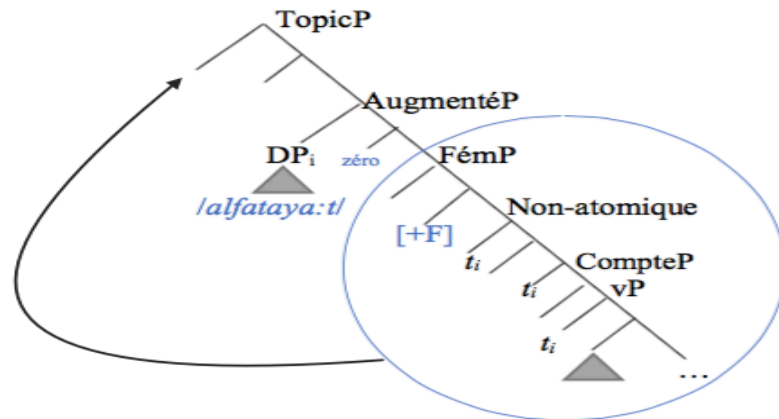 TopicP
AugmentéP
DPi zéro FémP
/alfataya:t/
[+F] Non-atomique
ti
ti CompteP
vP
ti
...